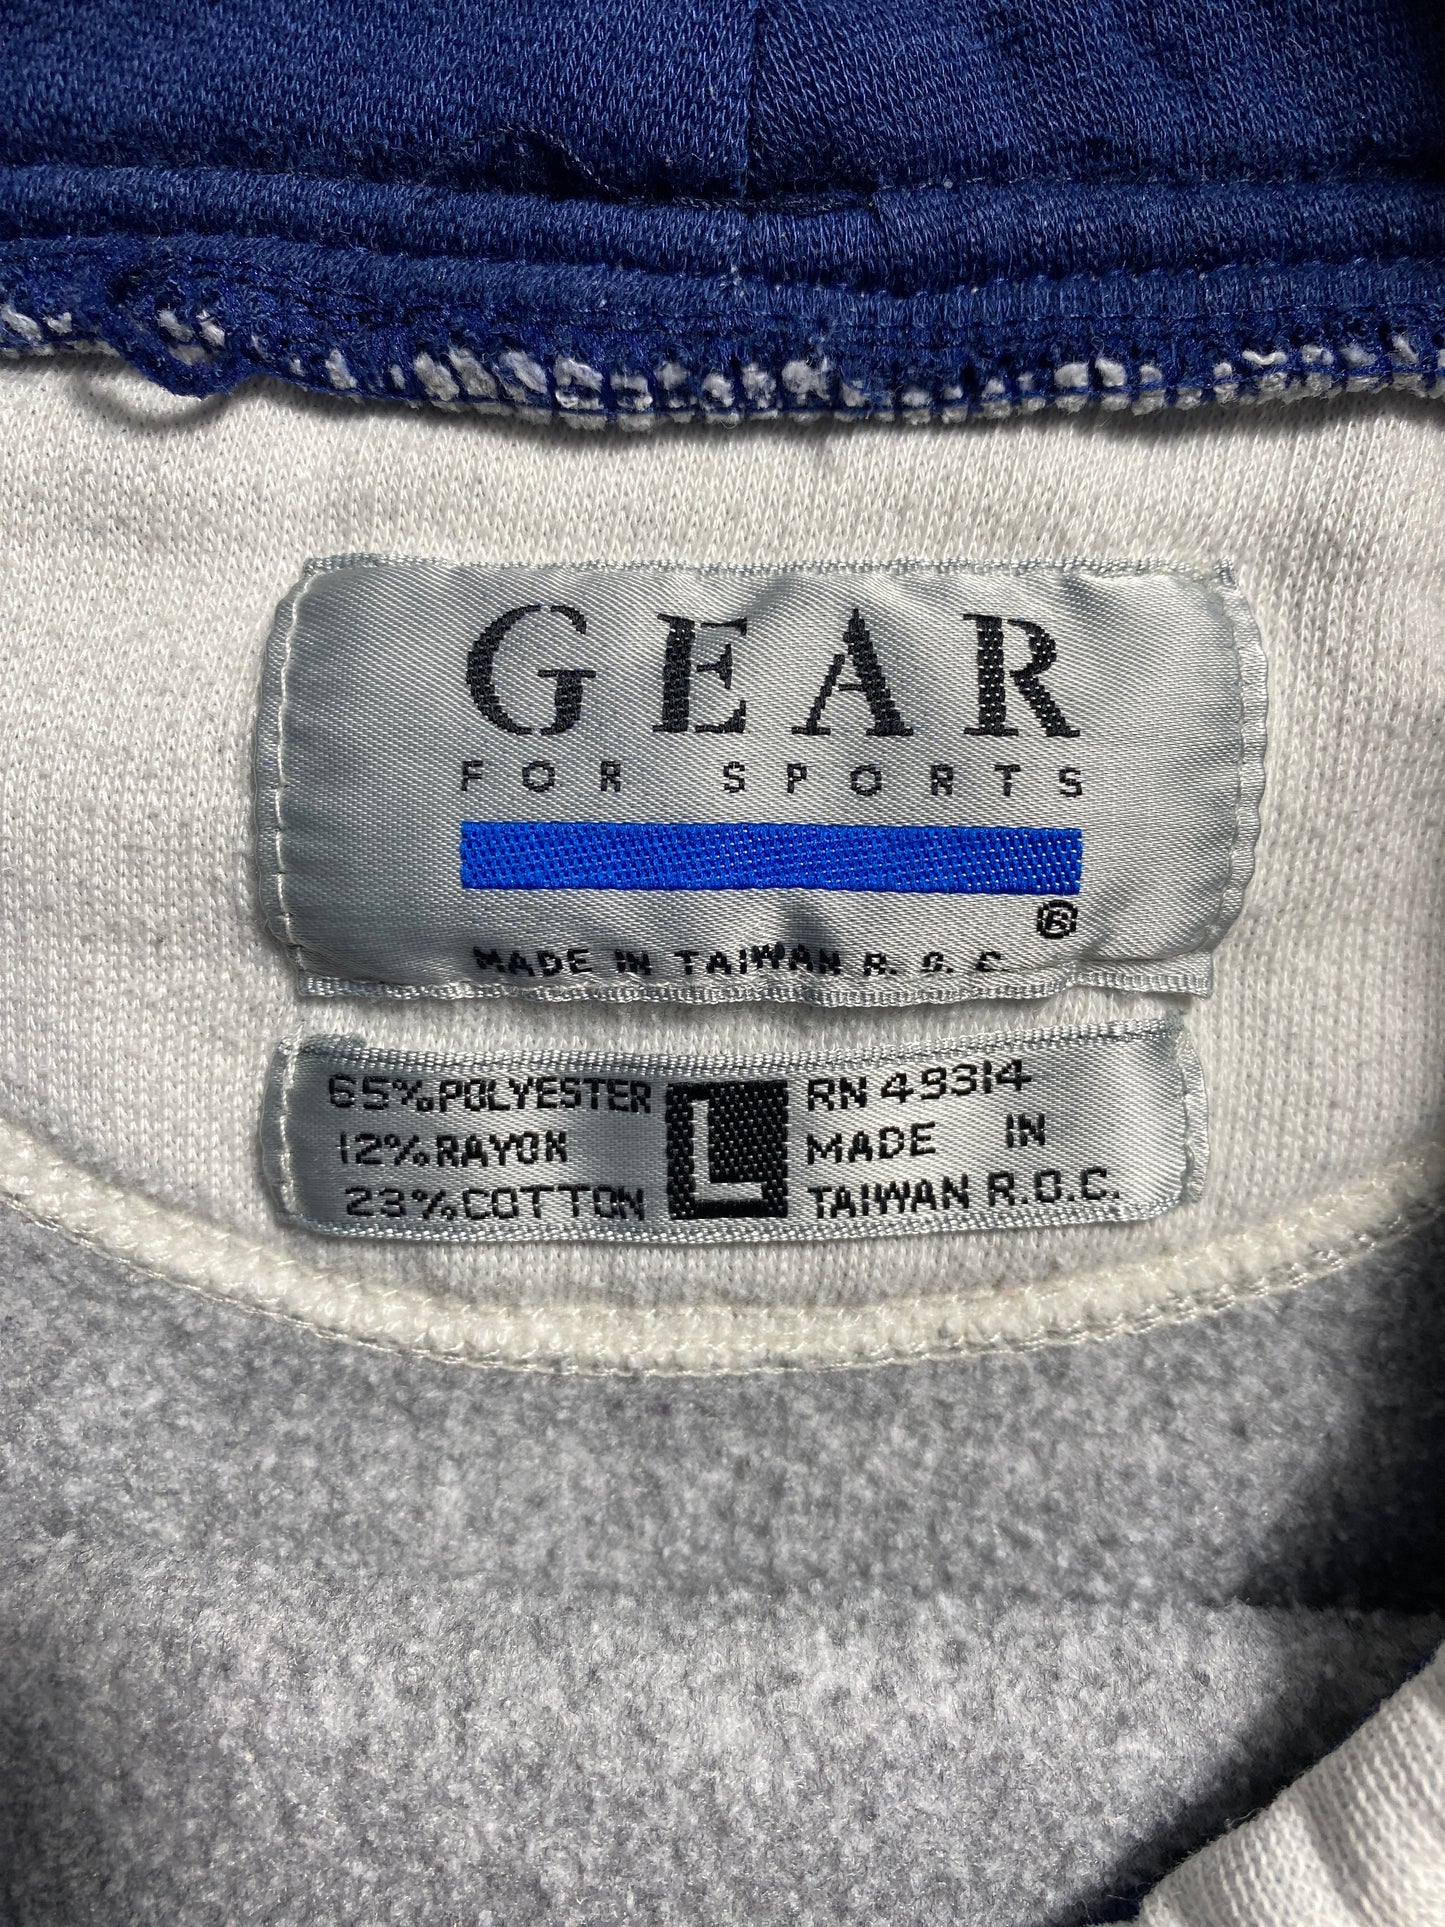 GEAR
FOR SPORTS
®
MADE IN TAIWAN R.O.C.
65% POLYESTER
12% RAYON
23% COTTON
L
RN 49314
MADE IN
TAIWAN R.O.C.